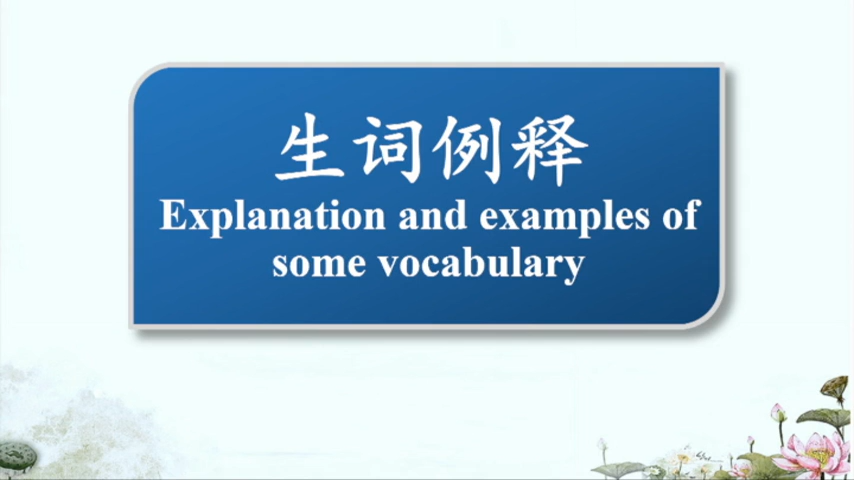 生词例释
Explanation and examples of
some vocabulary